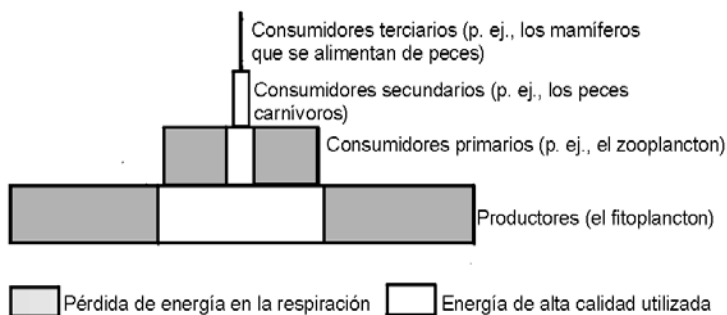 Consumidores terciarios (p. ej., los mamíferos
que se alimentan de peces)
Consumidores secundarios (p. ej., los peces
carnívoros)
Consumidores primarios (p. ej., el zooplancton)
Productores (el fitoplancton)
Pérdida de energía en la respiración
Energía de alta calidad utilizada